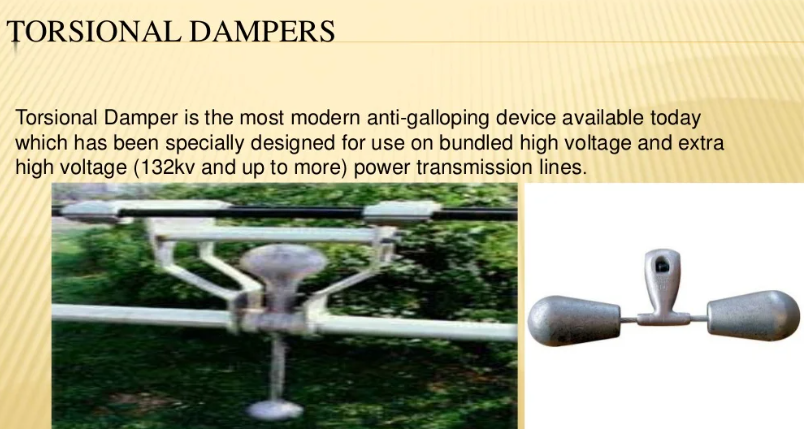 TORSIONAL DAMPERS
Torsional Damper is the most modern anti-galloping device available today
which has been specially designed for use on bundled high voltage and extra
high voltage (132kv and up to more) power transmission lines.